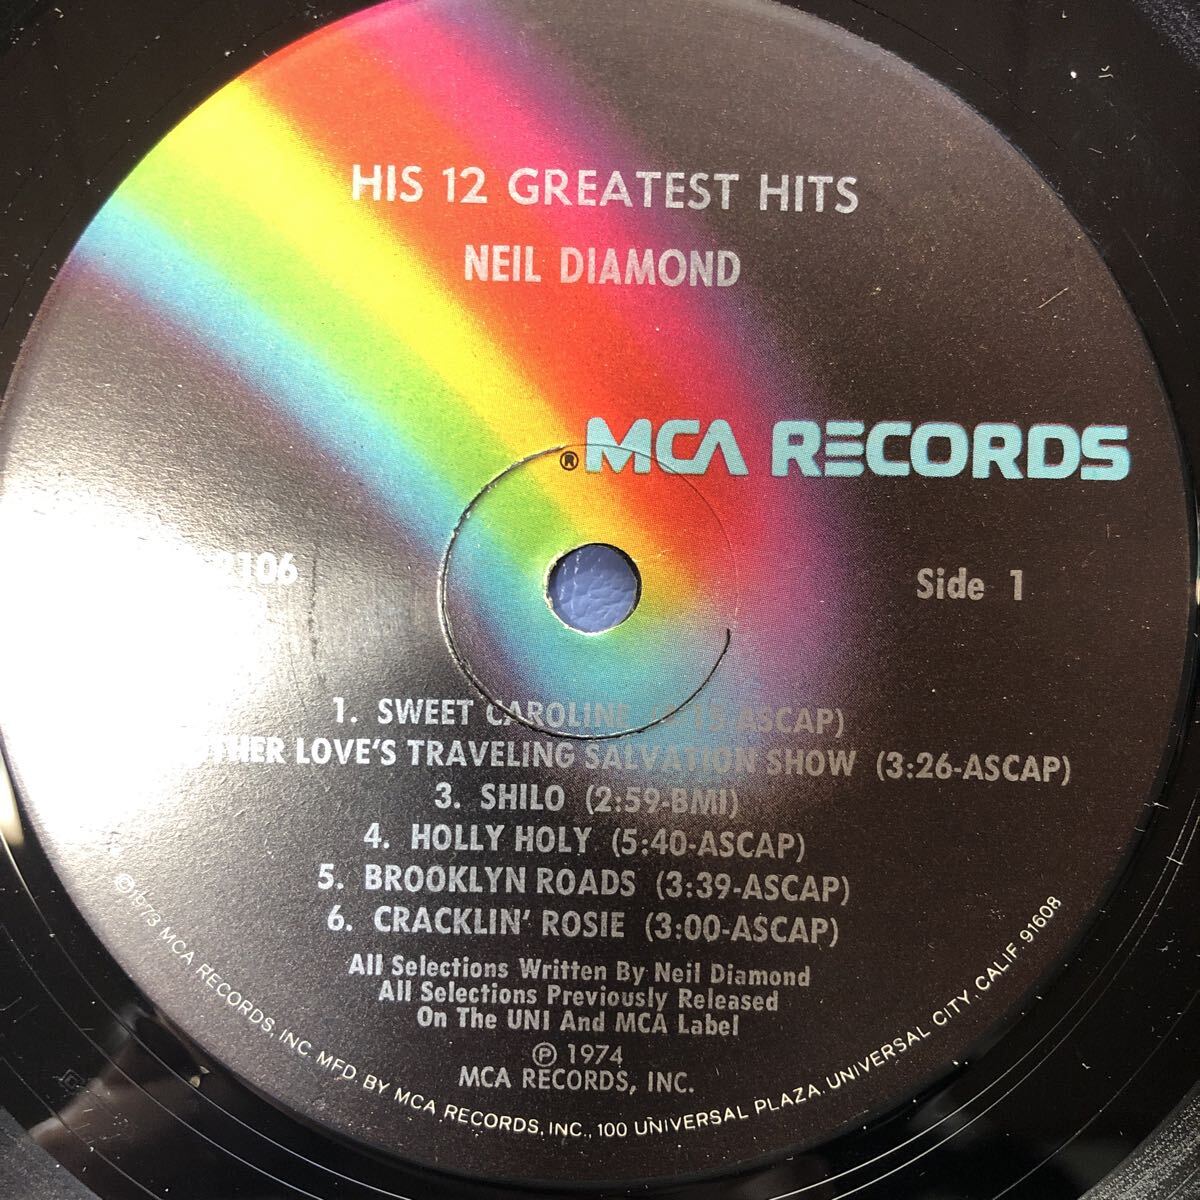 HIS 12 GREATEST HITS
NEIL DIAMOND
® MCA RECORDS
2106
Side 1
1. SWEET CAROLINE ASCAP)
LOVE'S TRAVELING SALVATION SHOW (3:26-ASCAP)
3. SHILO (2:59-BMI)
4. HOLLY HOLY (5:40-ASCAP)
5. BROOKLYN ROADS (3:39-ASCAP)
6. CRACKLIN' ROSIE (3:00-ASCAP)
All Selections Written By Neil Diamond
All Selections Previously Released
On The UNI And MCA Label
℗ 1974
MCA RECORDS, INC.
©1973 MCA RECORDS, INC MFD BY MCA RECORDS, INC., 100 UNIVERSAL PLAZA, UNIVERSAL CITY, CALIF 91608